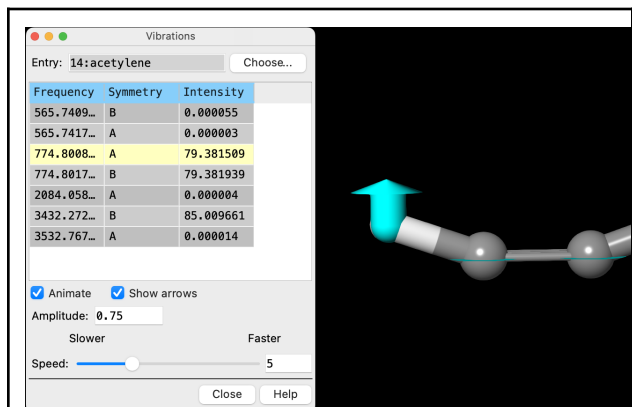 Vibrations
Entry: 14:acetylene Choose...
Frequency Symmetry Intensity
565.7409… B 0.000055
565.7417… A 0.000003
774.8008… A 79.381509
774.8017… B 79.381939
2084.058… A 0.000004
3432.272… B 85.009661
3532.767… A 0.000014
Animate Show arrows
Amplitude: 0.75
Slower Faster
Speed: 5
Close Help